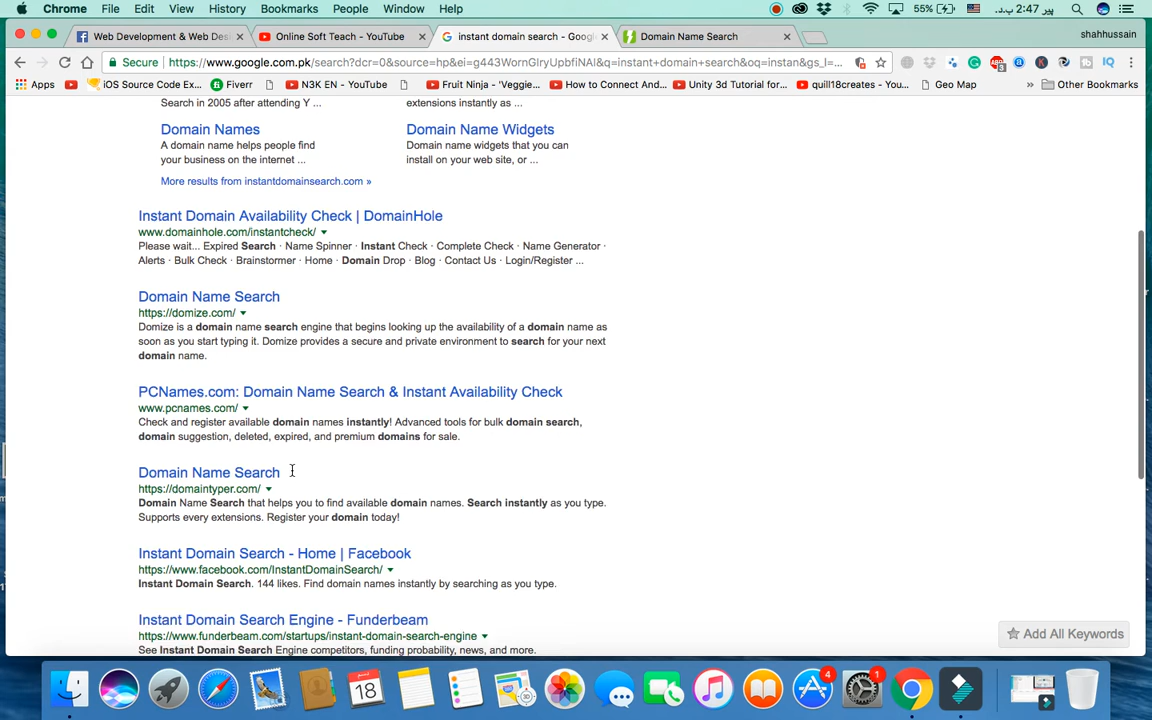 Chrome File Edit View History Bookmarks People Window Help 55% پیر 2:47 ب.د.
Web Development & Web Desi Online Soft Teach - YouTube instant domain search - Googl Domain Name Search shahhussain
Secure https://www.google.com.pk/search?dcr=0&source=hp&ei=g443WornGIryUpbfiNAI&q=instant+domain+search&oq=instan&gs_l=...
Apps iOS Source Code Ex... Fiverr N3K EN - YouTube Fruit Ninja - 'Veggie... How to Connect And... Unity 3d Tutorial for... quill18creates - You... Geo Map » Other Bookmarks
Search in 2005 after attending Y ... extensions instantly as ...
Domain Names Domain Name Widgets
A domain name helps people find Domain name widgets that you can
your business on the internet ... install on your web site, or ...
More results from instantdomainsearch.com »
Instant Domain Availability Check | DomainHole
www.domainhole.com/instantcheck/
Please wait... Expired Search · Name Spinner · Instant Check · Complete Check · Name Generator ·
Alerts · Bulk Check · Brainstormer · Home · Domain Drop · Blog · Contact Us · Login/Register ...
Domain Name Search
https://domize.com/
Domize is a domain name search engine that begins looking up the availability of a domain name as
soon as you start typing it. Domize provides a secure and private environment to search for your next
domain name.
PCNames.com: Domain Name Search & Instant Availability Check
www.pcnames.com/
Check and register available domain names instantly! Advanced tools for bulk domain search,
domain suggestion, deleted, expired, and premium domains for sale.
Domain Name Search
https://domaintyper.com/
Domain Name Search that helps you to find available domain names. Search instantly as you type.
Supports every extensions. Register your domain today!
Instant Domain Search - Home | Facebook
https://www.facebook.com/InstantDomainSearch/
Instant Domain Search. 144 likes. Find domain names instantly by searching as you type.
Instant Domain Search Engine - Funderbeam
https://www.funderbeam.com/startups/instant-domain-search-engine
See Instant Domain Search Engine competitors, funding probability, news, and more.
Add All Keywords
18
4
1